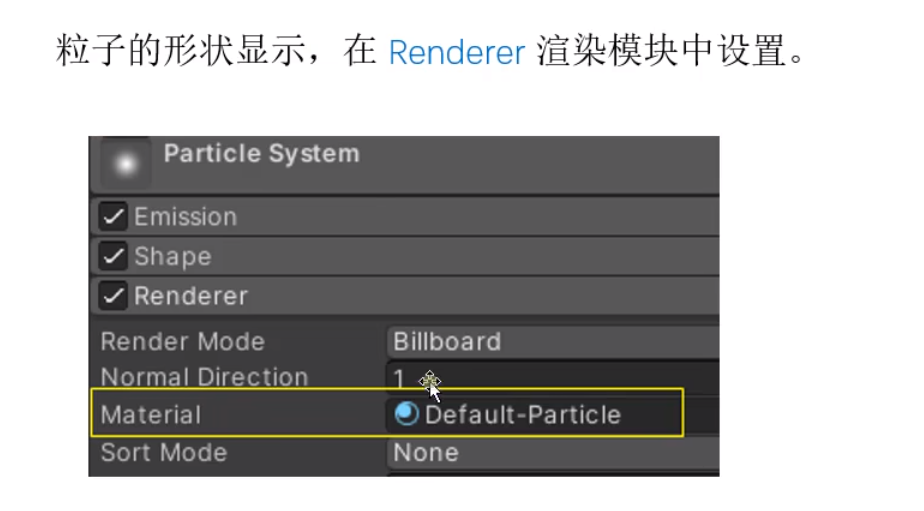 粒子的形状显示，在 Renderer 渲染模块中设置。
Particle System
Emission
Shape
Renderer
Render Mode Billboard
Normal Direction 1
Material Default-Particle
Sort Mode None